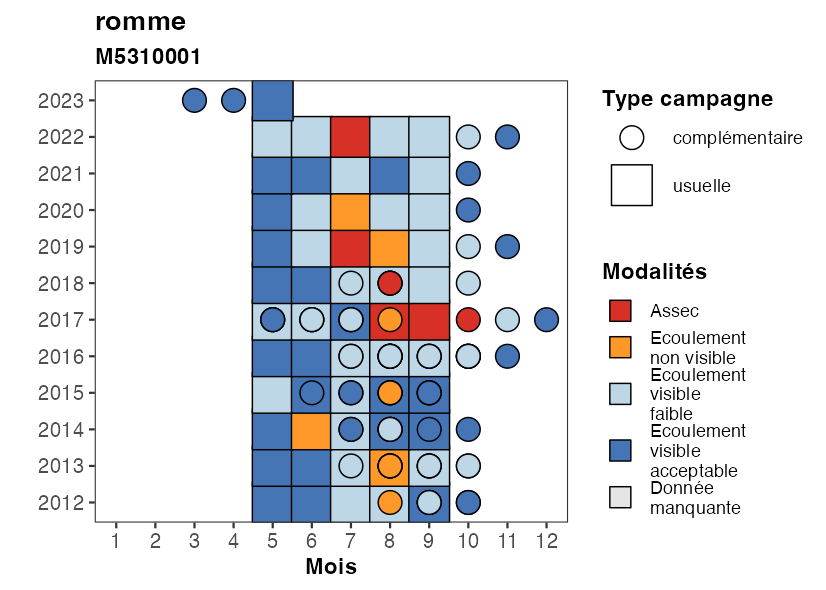 romme
M5310001
2023
2022
2021
2020
2019
2018
2017
2016
2015
2014
2013
2012
1 2 3 4 5 6 7 8 9 10 11 12
Mois
Type campagne
complémentaire
usuelle
Modalités
Assec
Ecoulement
non visible
Ecoulement
visible
faible
Ecoulement
visible
acceptable
Donnée
manquante